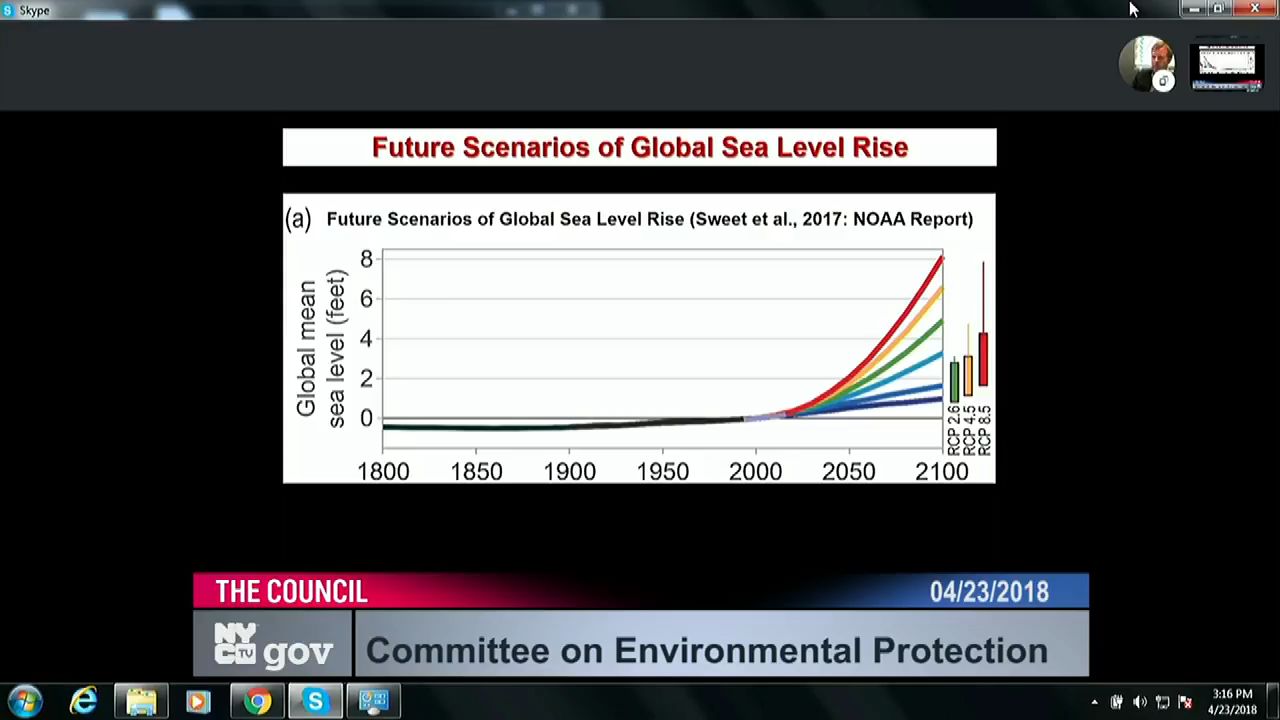 Skype
Future Scenarios of Global Sea Level Rise
(a) Future Scenarios of Global Sea Level Rise (Sweet et al., 2017: NOAA Report)
Global mean
sea level (feet)
8
6
4
2
0
1800 1850 1900 1950 2000 2050 2100
RCP 2.6
RCP 4.5
RCP 8.5
THE COUNCIL 04/23/2018
NYC TV gov Committee on Environmental Protection
3:16 PM
4/23/2018